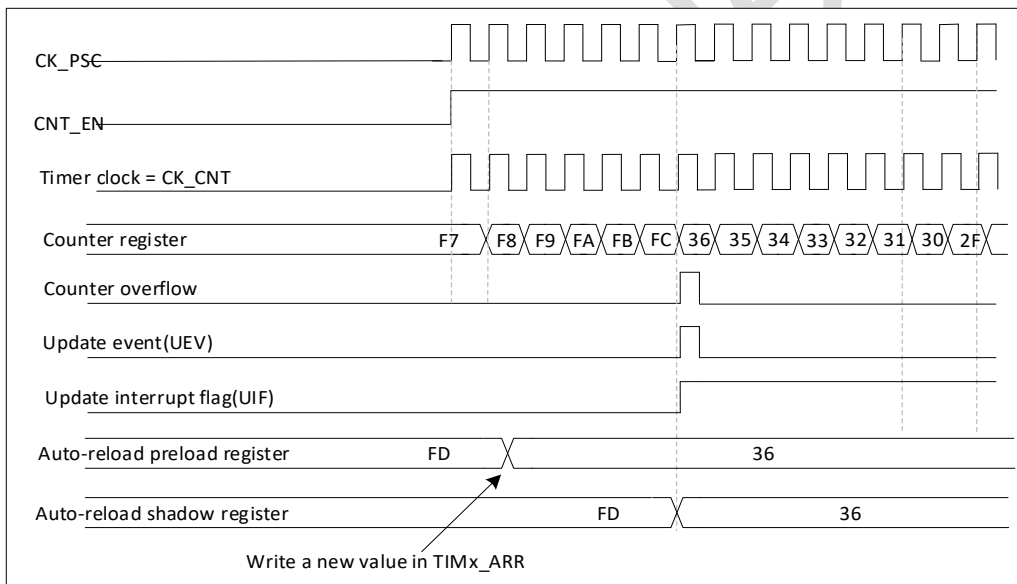 CK_PSC
CNT_EN
Timer clock = CK_CNT
Counter register F7 F8 F9 FA FB FC 36 35 34 33 32 31 30 2F
Counter overflow
Update event(UEV)
Update interrupt flag(UIF)
Auto-reload preload register FD 36
Auto-reload shadow register FD 36
Write a new value in TIMx_ARR